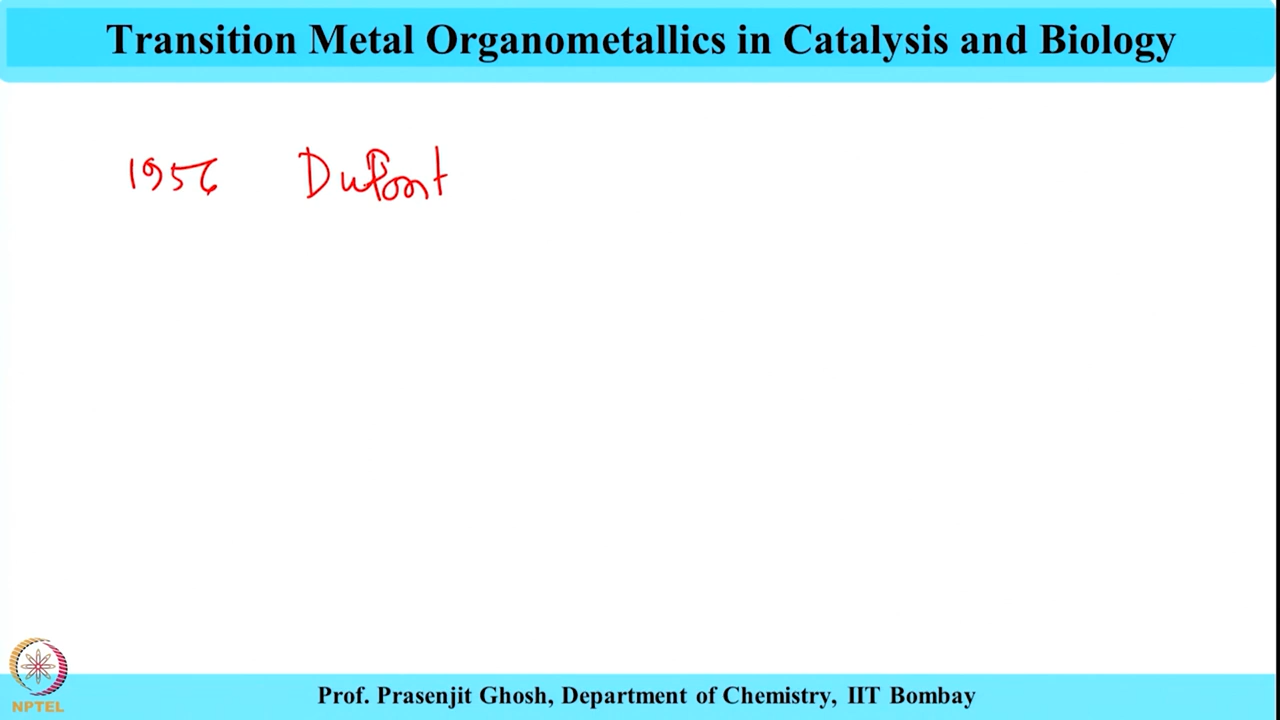 Transition Metal Organometallics in Catalysis and Biology
1956 DuPont
NPTEL
Prof. Prasenjit Ghosh, Department of Chemistry, IIT Bombay